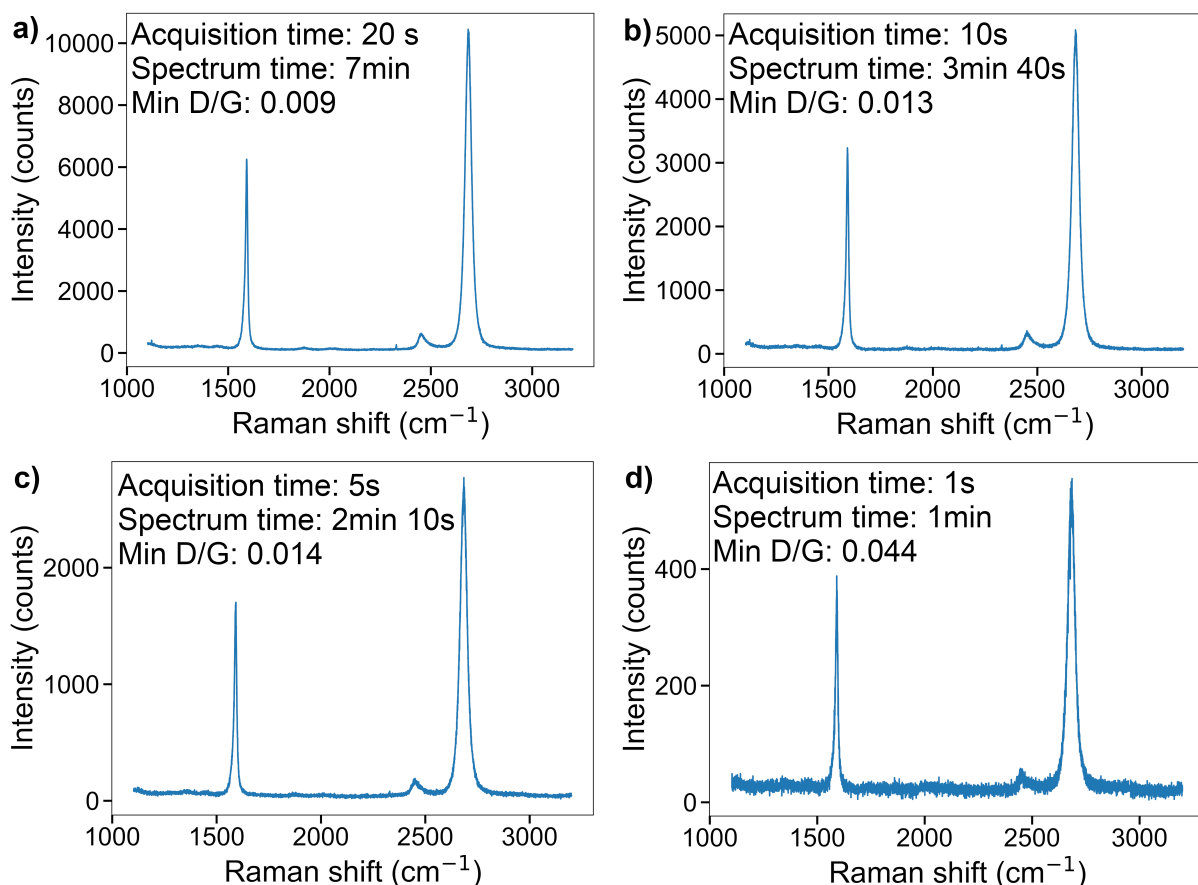 a)
Acquisition time: 20 s
Spectrum time: 7min
Min D/G: 0.009
10000
8000
6000
4000
2000
0
Intensity (counts)
1000 1500 2000 2500 3000
Raman shift (cm⁻¹)
b)
Acquisition time: 10s
Spectrum time: 3min 40s
Min D/G: 0.013
5000
4000
3000
2000
1000
0
Intensity (counts)
1000 1500 2000 2500 3000
Raman shift (cm⁻¹)
c)
Acquisition time: 5s
Spectrum time: 2min 10s
Min D/G: 0.014
2000
1000
0
Intensity (counts)
1000 1500 2000 2500 3000
Raman shift (cm⁻¹)
d)
Acquisition time: 1s
Spectrum time: 1min
Min D/G: 0.044
400
200
0
Intensity (counts)
1000 1500 2000 2500 3000
Raman shift (cm⁻¹)